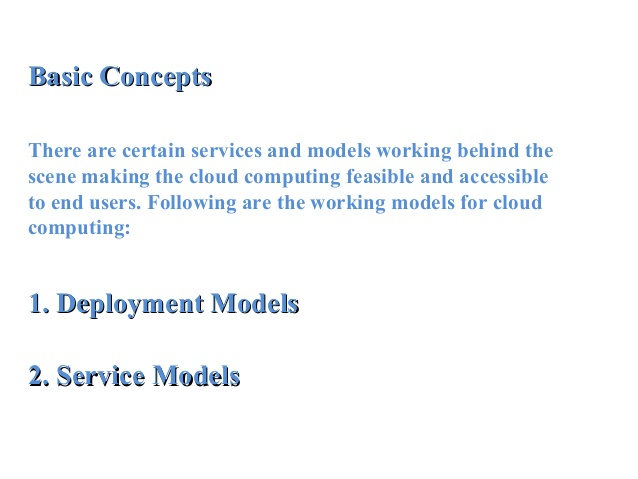 Basic Concepts
There are certain services and models working behind the
scene making the cloud computing feasible and accessible
to end users. Following are the working models for cloud
computing:
1. Deployment Models
2. Service Models